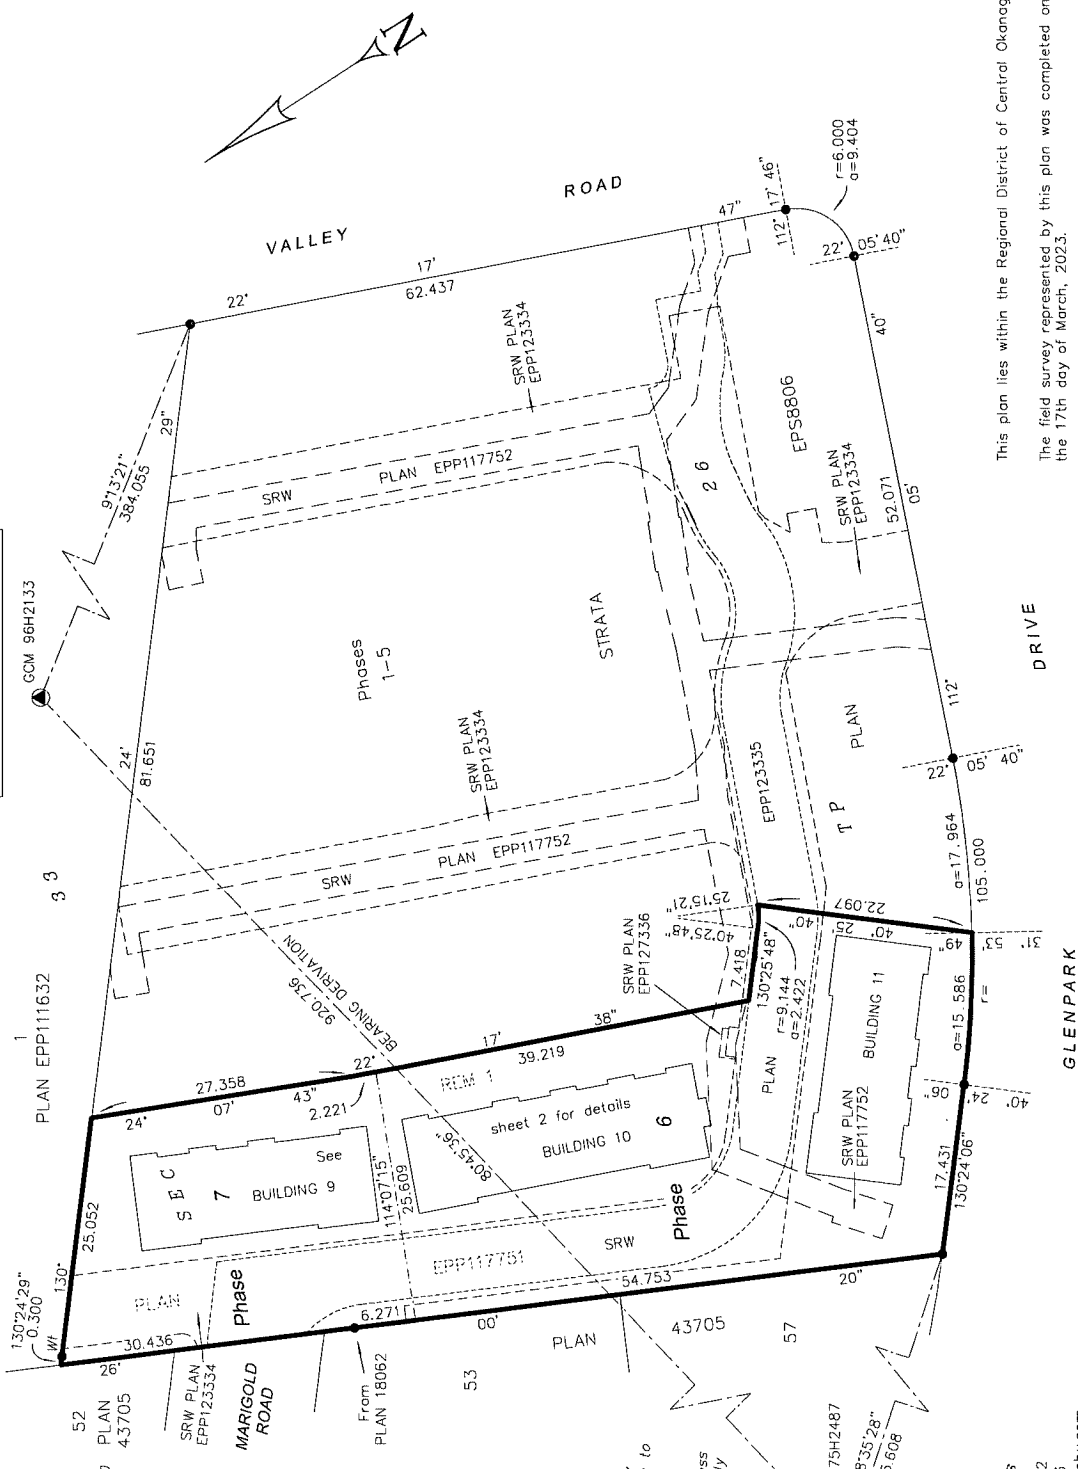 N
This plan lies within the Regional District of Central Okanag
The field survey represented by this plan was completed on
the 17th day of March, 2023.
VALLEY
ROAD
22°
17'
47"
62.437
112°
17'
46"
r=6.000
a=9.404
22°
05'
40"
GCM 96H2133
9°13'21"
384.055
29"
24'
81.651
SRW PLAN
EPP123334
SRW
PLAN EPP117752
2 6
EPS8806
SRW PLAN
EPP123334
40"
52.071
05'
112°
DRIVE
Phases
1-5
STRATA
SRW PLAN
EPP123334
SRW
PLAN EPP117752
EPP123335
T P
PLAN
22°
50'
40"
a=17.964
105.000
1
PLAN EPP111632
3 3
BEARING DERIVATION
920.736
80°45'36"
SRW PLAN
EPP127336
40°25'48"
25°15'21"
7.418
130°25'48"
r=9.144
a=2.422
22.097
40°
25'
40"
49"
53'
31°
r=
a=15.586
GLENPARK
24'
27.358
07'
43"
2.221
22°
17'
39.219
38"
REM 1
S E C
7
See
BUILDING 9
114°07'15"
25.609
sheet 2 for details
BUILDING 10
6
PLAN
BUILDING 11
SRW PLAN
EPP117752
06"
24'
40°
17.431
130°24'06"
130°24'29"
0.300
Wt
130°
25.052
PLAN
EPP117751
SRW
Phase
Phase
30.436
26'
6.271
00'
54.753
20"
52
PLAN
43705
SRW PLAN
EPP123334
MARIGOLD
ROAD
From
PLAN 18062
53
PLAN
43705
57
to
75H2487
8°35'28"
5.608